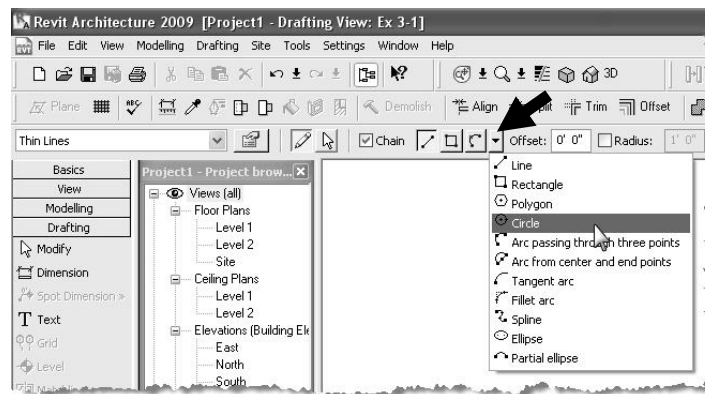 Revit Architecture 2009 [Project1 - Drafting View: Ex 3-1]
File Edit View Modelling Drafting Site Tools Settings Window Help
3D
Plane Demolish Align Split Trim Offset
Thin Lines Chain Offset: 0' 0" Radius: 1' 0"
Basics
View
Modelling
Drafting
Modify
Dimension
Spot Dimension »
Text
Grid
Level
Project1 - Project brow...
Views (all)
Floor Plans
Level 1
Level 2
Site
Ceiling Plans
Level 1
Level 2
Elevations (Building Ele
East
North
South
Line
Rectangle
Polygon
Circle
Arc passing through three points
Arc from center and end points
Tangent arc
Fillet arc
Spline
Ellipse
Partial ellipse